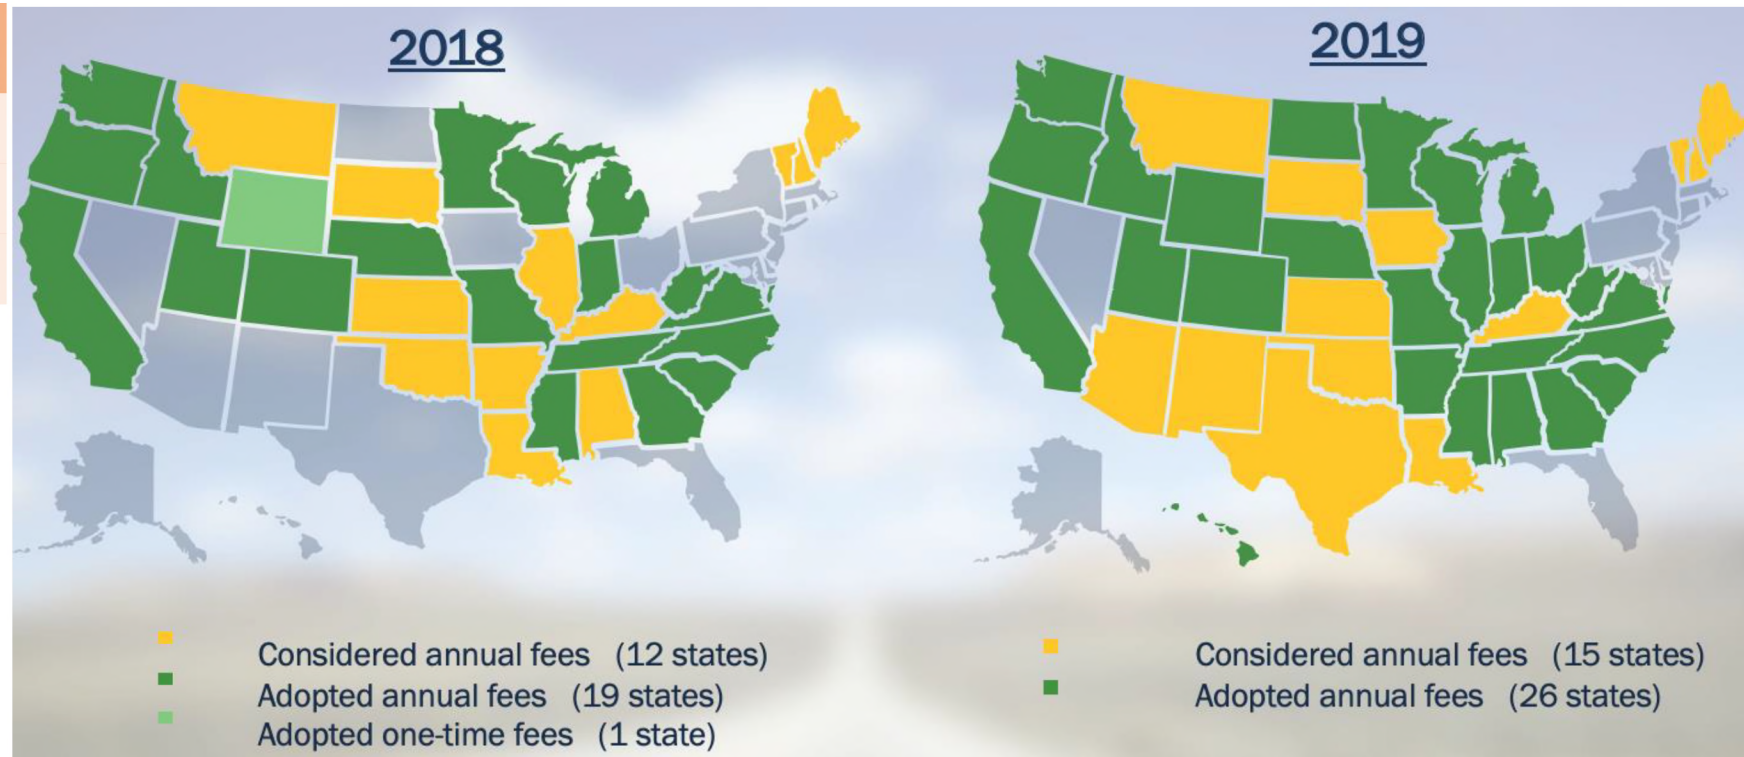 2018
Considered annual fees (12 states)
Adopted annual fees (19 states)
Adopted one-time fees (1 state)
2019
Considered annual fees (15 states)
Adopted annual fees (26 states)